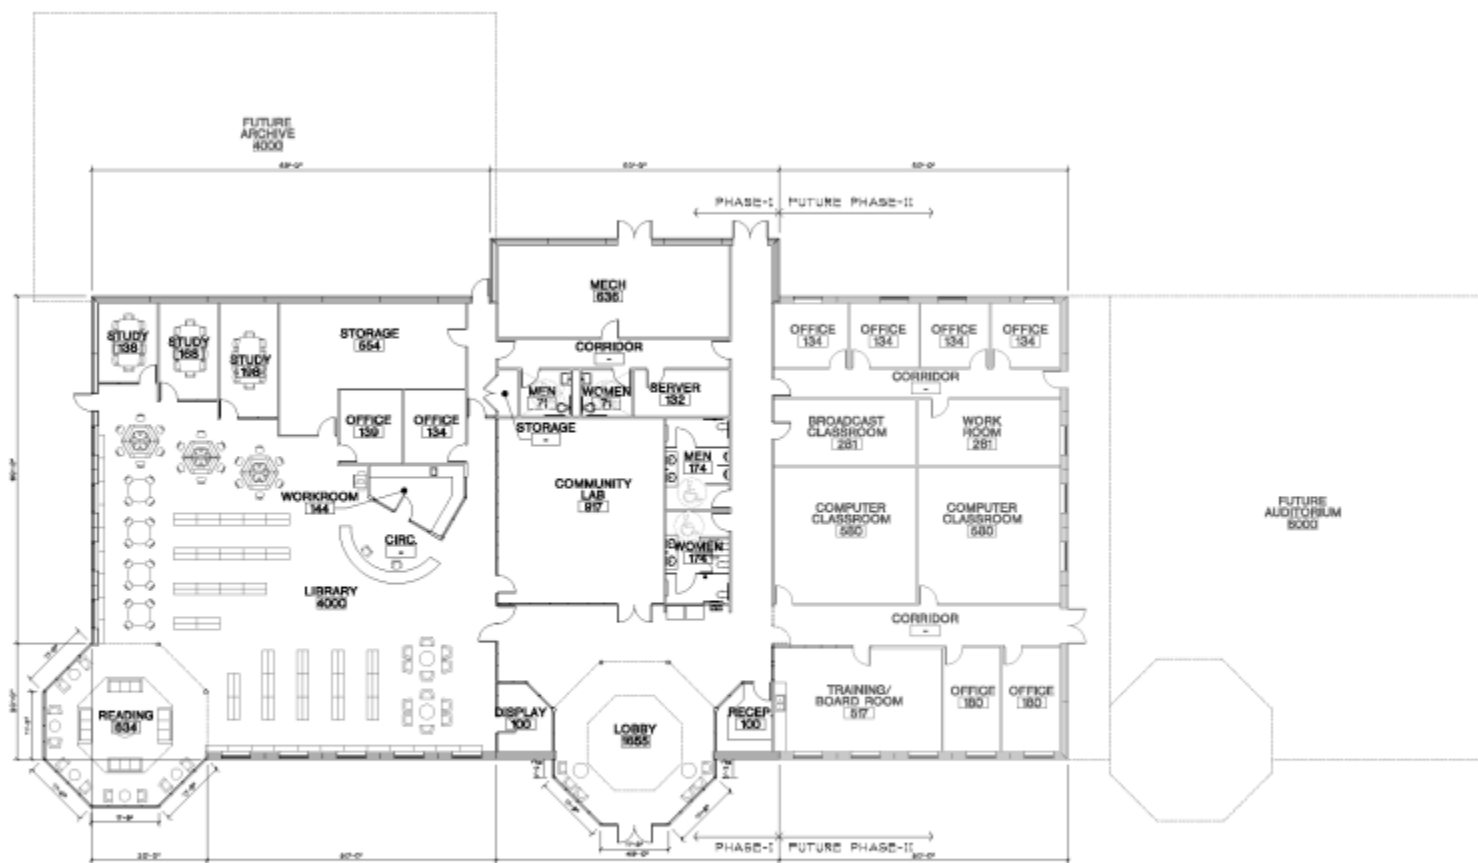 FUTURE
ARCHIVE
4000
PHASE-I
FUTURE PHASE-II
MECH
636
STUDY
138
STUDY
168
STUDY
198
STORAGE
554
CORRIDOR
OFFICE
134
OFFICE
134
OFFICE
134
OFFICE
134
CORRIDOR
MEN
71
WOMEN
71
SERVER
132
OFFICE
139
OFFICE
134
STORAGE
BROADCAST
CLASSROOM
281
WORK
ROOM
281
MEN
174
COMMUNITY
LAB
917
WORKROOM
144
COMPUTER
CLASSROOM
580
COMPUTER
CLASSROOM
580
FUTURE
AUDITORIUM
CIRC.
WOMEN
174
LIBRARY
4000
CORRIDOR
READING
634
DISPLAY
100
LOBBY
1655
RECEP.
100
TRAINING/
BOARD ROOM
517
OFFICE
180
OFFICE
180
PHASE-I
FUTURE PHASE-II